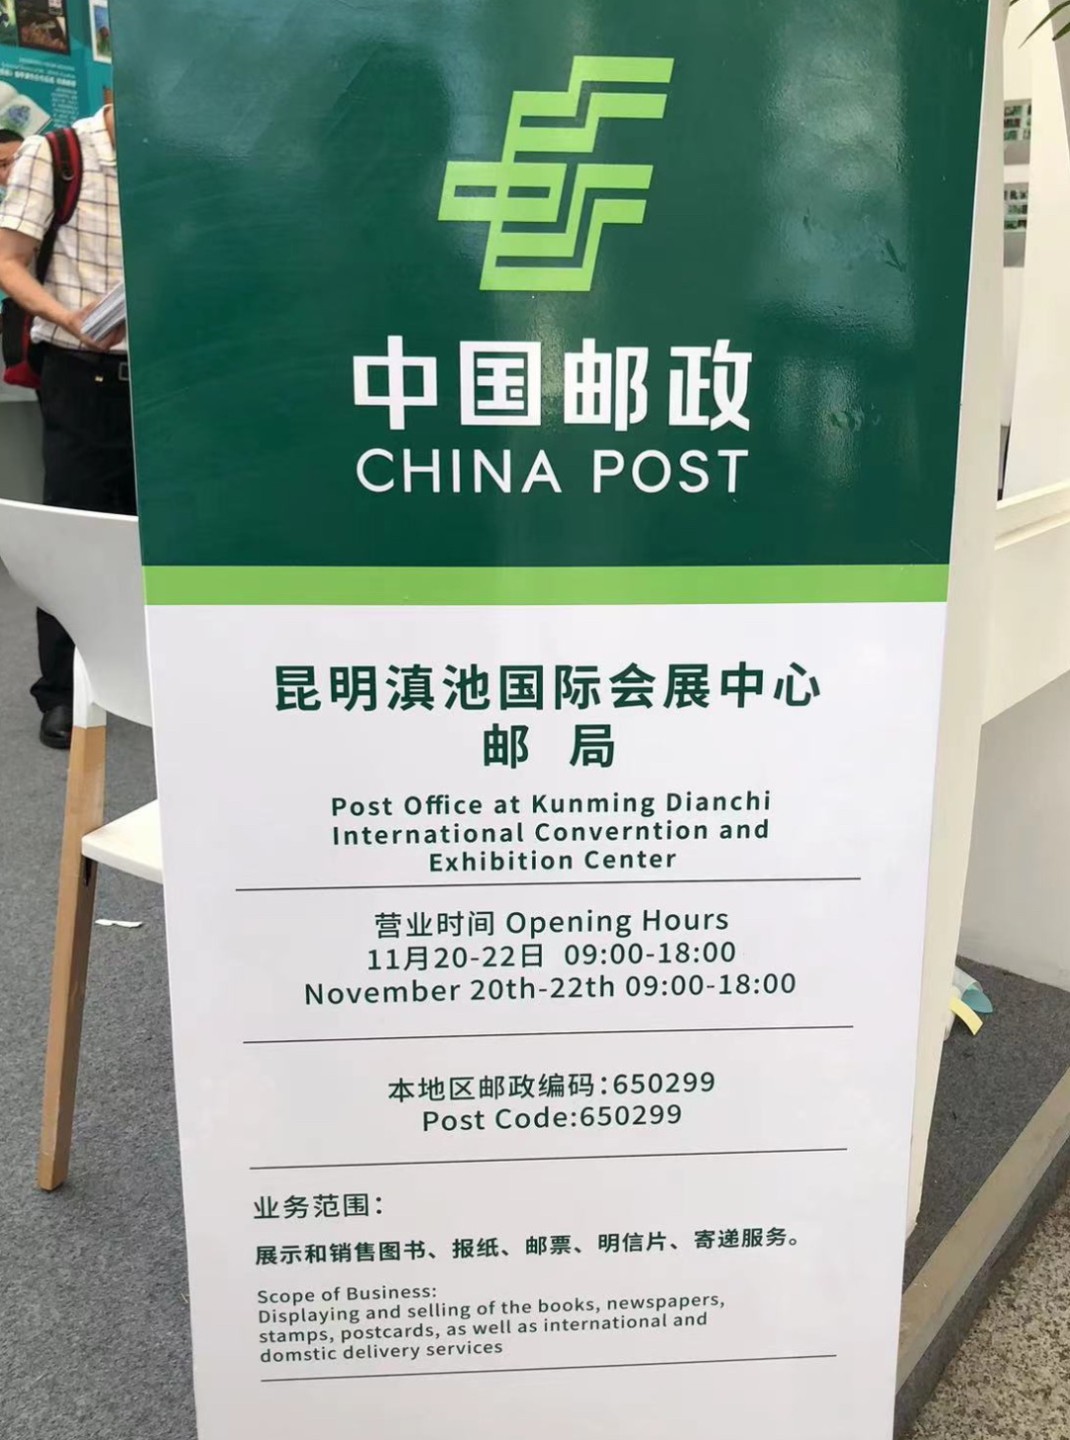 中国邮政
CHINA POST
昆明滇池国际会展中心
邮 局
Post Office at Kunming Dianchi
International Converntion and
Exhibition Center
营业时间 Opening Hours
11月20-22日 09:00-18:00
November 20th-22th 09:00-18:00
本地区邮政编码:650299
Post Code:650299
业务范围:
展示和销售图书、报纸、邮票、明信片、寄递服务。
Scope of Business:
Displaying and selling of the books, newspapers,
stamps, postcards, as well as international and
domstic delivery services